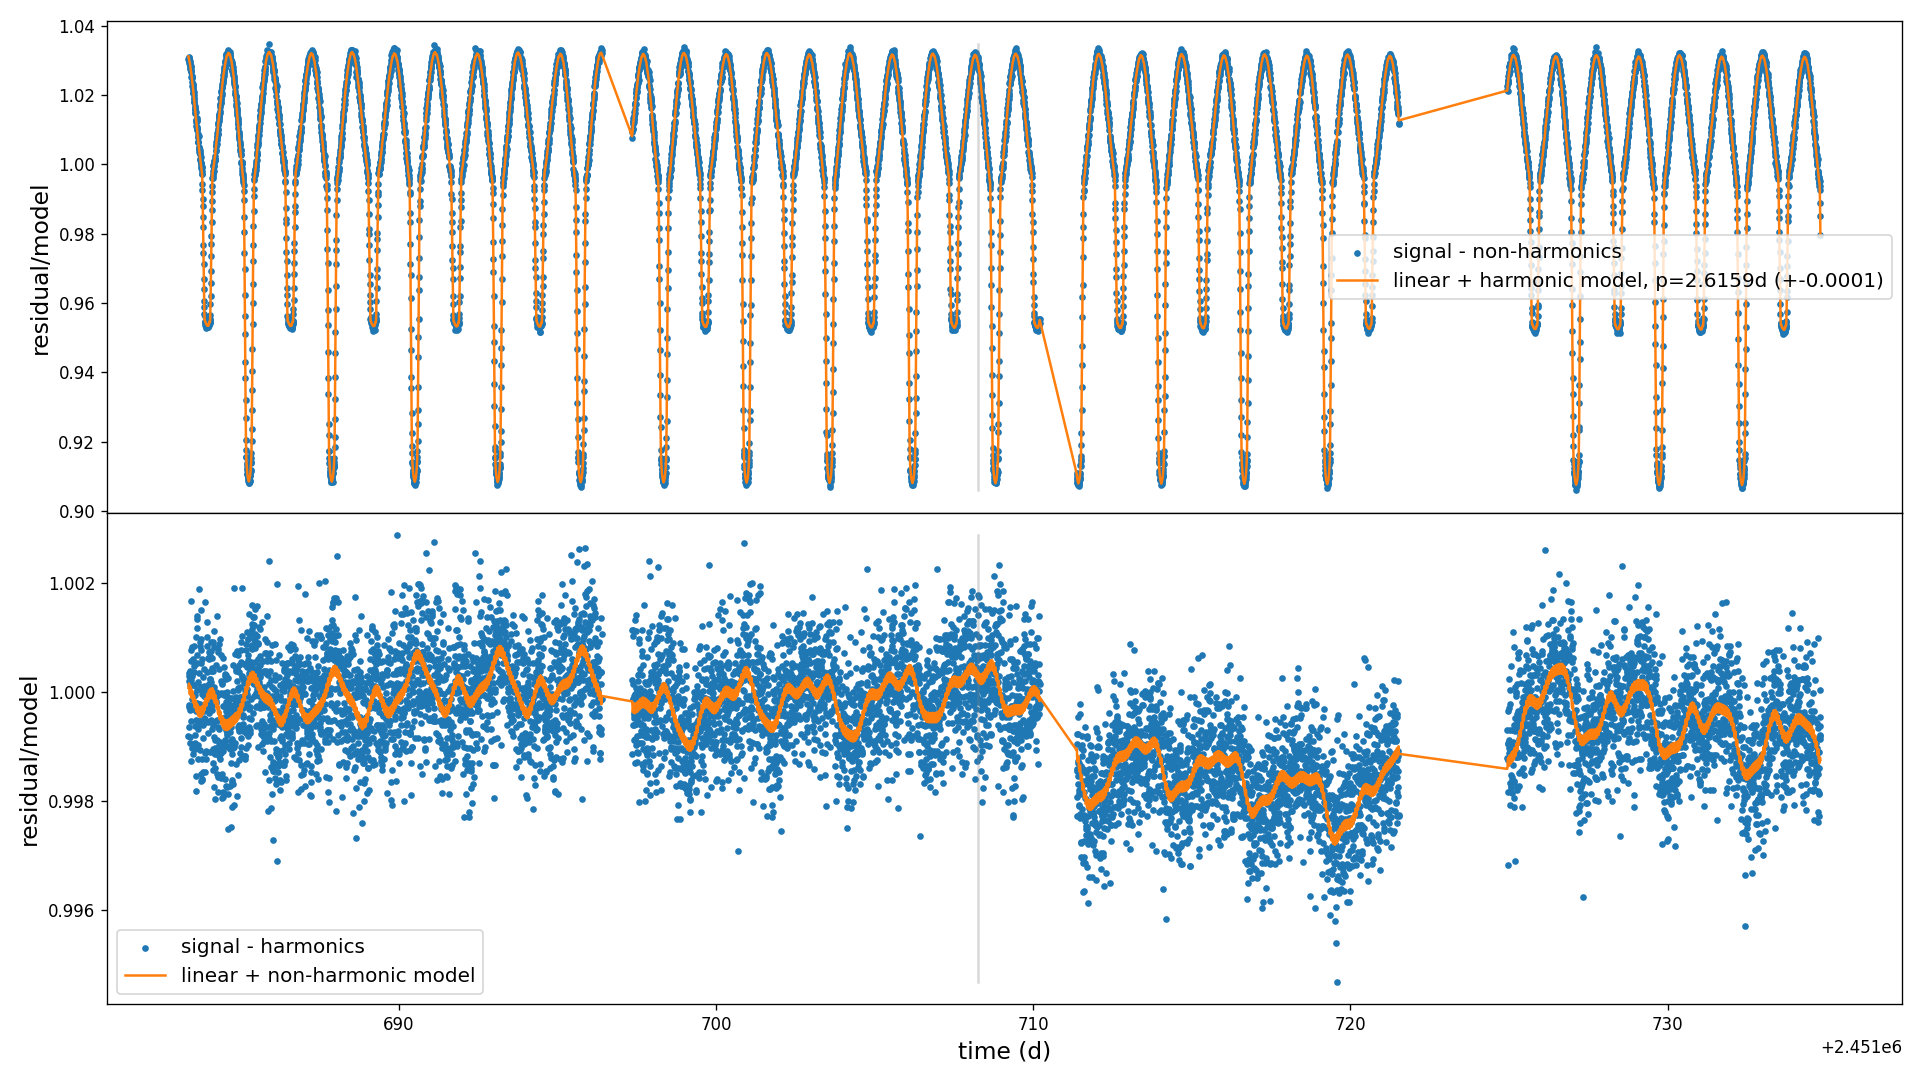 1.04
1.02
1.00
0.98
0.96
0.94
0.92
0.90
residual/model
signal - non-harmonics
linear + harmonic model, p=2.6159d (+-0.0001)
1.002
1.000
0.998
0.996
residual/model
signal - harmonics
linear + non-harmonic model
690
700
710
720
730
time (d)
+2.451e6